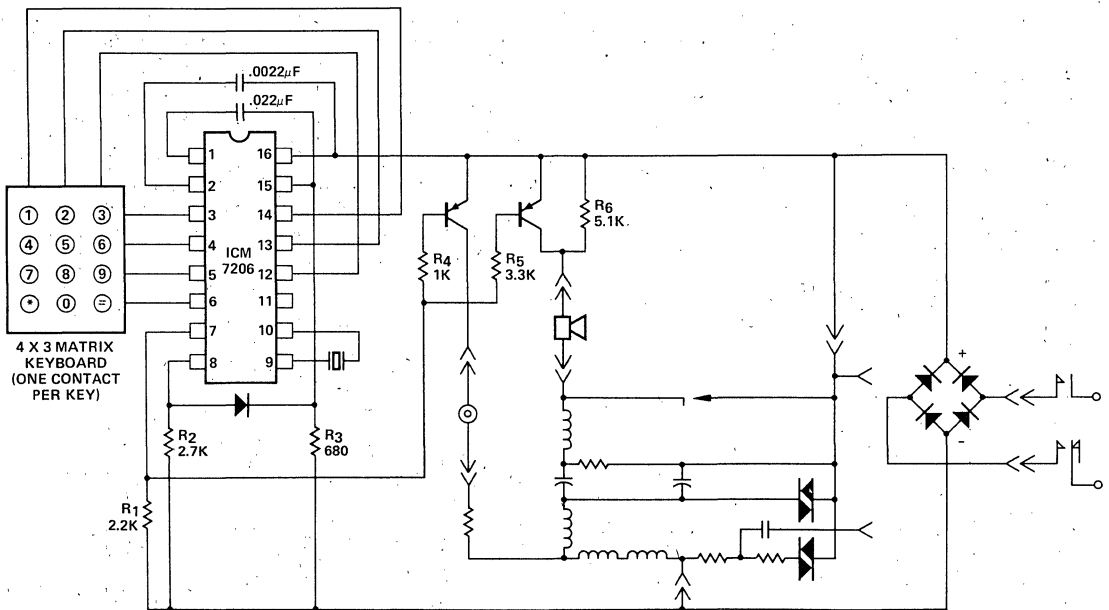 .0022µF
.022µF
1 16
2 15
3 14
4 13
5 12
6 11
7 10
8 9
ICM
7206
1 2 3
4 5 6
7 8 9
* 0 =
4 X 3 MATRIX
KEYBOARD
(ONE CONTACT
PER KEY)
R4
1K
R5
3.3K
R6
5.1K
R2
2.7K
R3
680
R1
2.2K
+
-